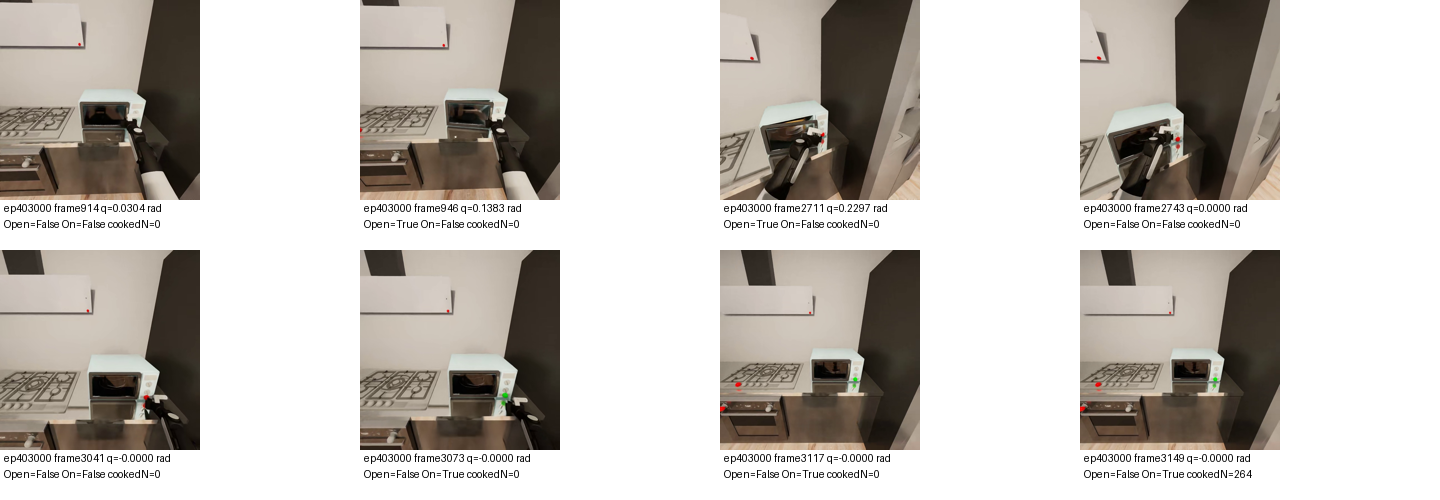 ep403000 frame914 q=0.0304 rad
Open=False On=False cookedN=0
ep403000 frame946 q=0.1383 rad
Open=True On=False cookedN=0
ep403000 frame2711 q=0.2297 rad
Open=True On=False cookedN=0
ep403000 frame2743 q=0.0000 rad
Open=False On=False cookedN=0
ep403000 frame3041 q=-0.0000 rad
Open=False On=False cookedN=0
ep403000 frame3073 q=-0.0000 rad
Open=False On=True cookedN=0
ep403000 frame3117 q=-0.0000 rad
Open=False On=True cookedN=0
ep403000 frame3149 q=-0.0000 rad
Open=False On=True cookedN=264